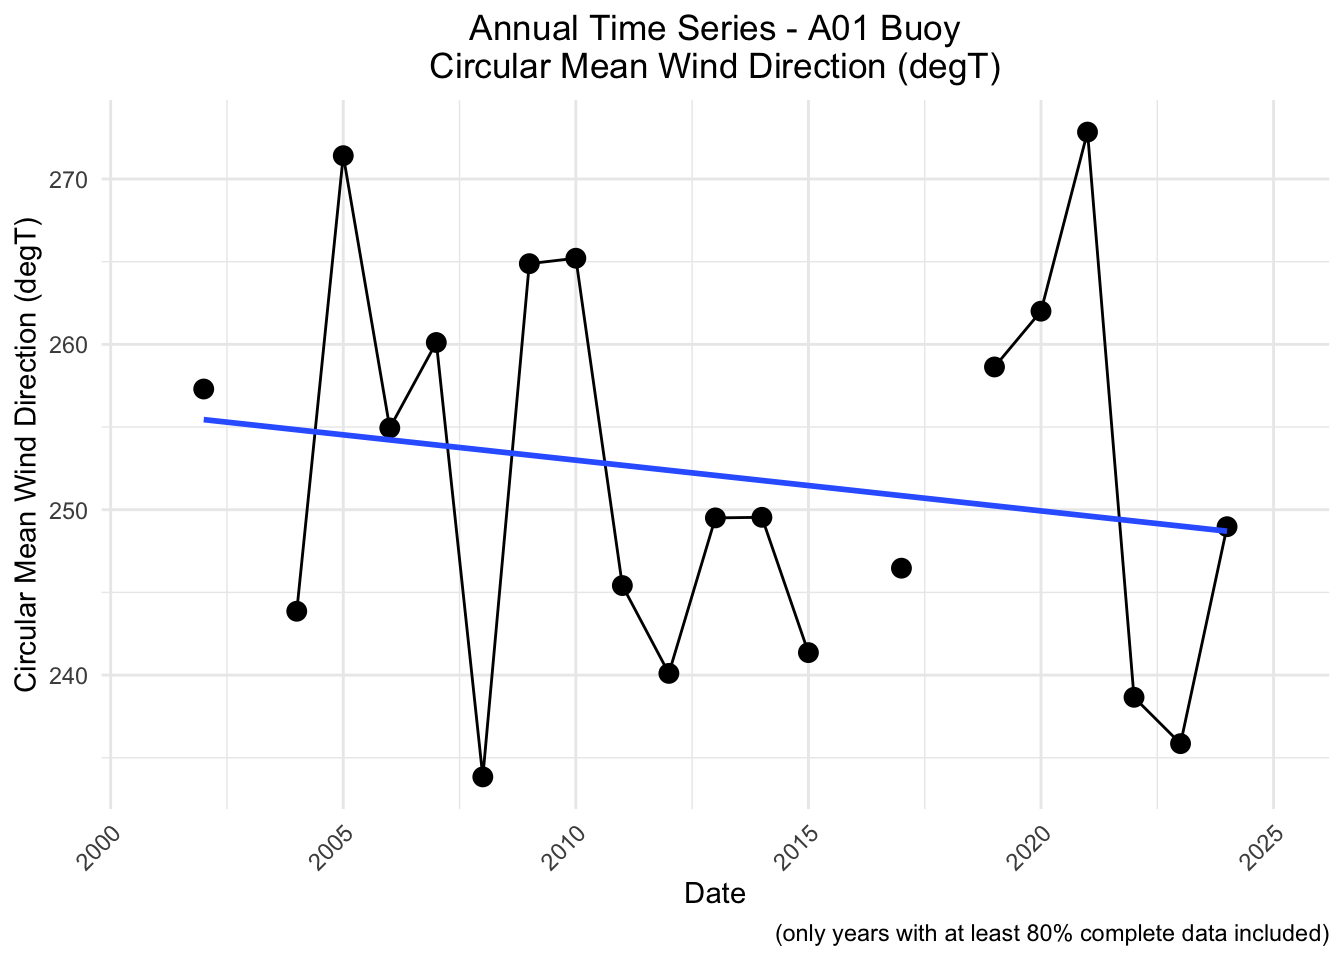 Annual Time Series - A01 Buoy
Circular Mean Wind Direction (degT)
Circular Mean Wind Direction (degT)
270
260
250
240
2000
2005
2010
2015
2020
2025
Date
(only years with at least 80% complete data included)